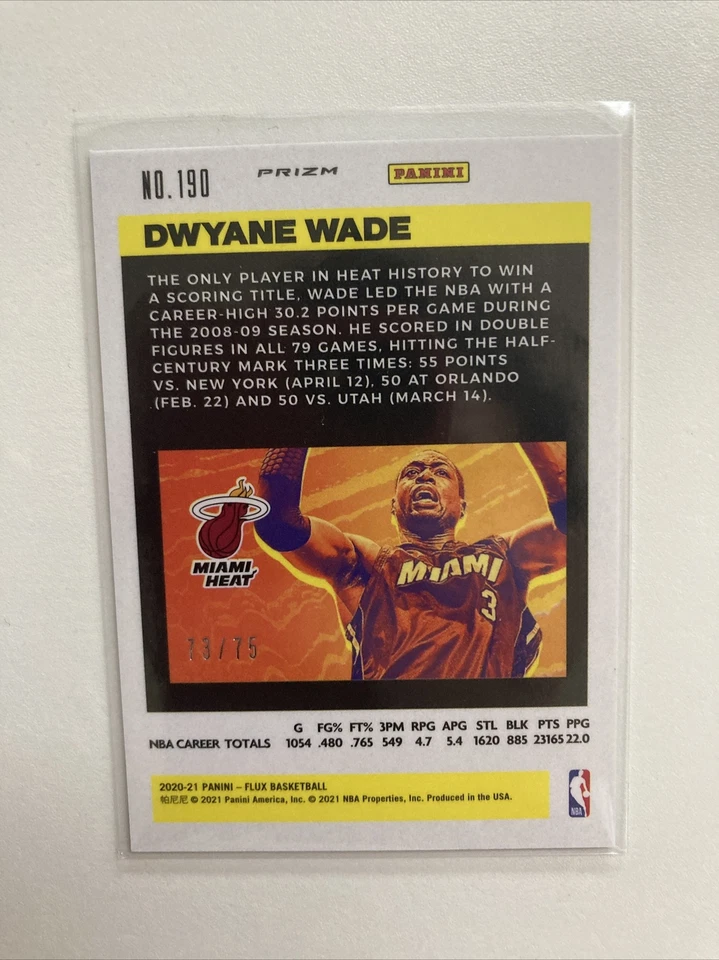 NO. 190
PRIZM
PANINI
DWYANE WADE
THE ONLY PLAYER IN HEAT HISTORY TO WIN
A SCORING TITLE, WADE LED THE NBA WITH A
CAREER-HIGH 30.2 POINTS PER GAME DURING
THE 2008-09 SEASON. HE SCORED IN DOUBLE
FIGURES IN ALL 79 GAMES, HITTING THE HALF-
CENTURY MARK THREE TIMES: 55 POINTS
VS. NEW YORK (APRIL 12), 50 AT ORLANDO
(FEB. 22) AND 50 VS. UTAH (MARCH 14).
MIAMI
HEAT
MIAMI
3
/75
G FG% FT% 3PM RPG APG STL BLK PTS PPG
NBA CAREER TOTALS 1054 .480 .765 549 4.7 5.4 1620 885 23165 22.0
2020-21 PANINI – FLUX BASKETBALL
帕尼尼 © 2021 Panini America, Inc. © 2021 NBA Properties, Inc. Produced in the USA.
NBA